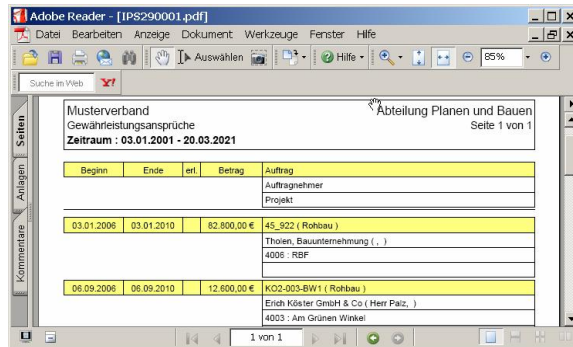 Adobe Reader - [IPS290001.pdf]
Datei Bearbeiten Anzeige Dokument Werkzeuge Fenster Hilfe
Auswählen Hilfe 85%
Suche im Web Y!
Seiten
Anlagen
Kommentare
Musterverband Abteilung Planen und Bauen
Gewährleistungsansprüche Seite 1 von 1
Zeitraum : 03.01.2001 - 20.03.2021
Beginn Ende erl. Betrag Auftrag
Auftragnehmer
Projekt
03.01.2006 03.01.2010 82.800,00 € 45_922 ( Rohbau )
Tholen, Bauunternehmung ( , )
4006 : RBF
06.09.2006 06.09.2010 12.600,00 € KO2-003-BW1 ( Rohbau )
Erich Köster GmbH & Co ( Herr Palz, )
4003 : Am Grünen Winkel
1 von 1